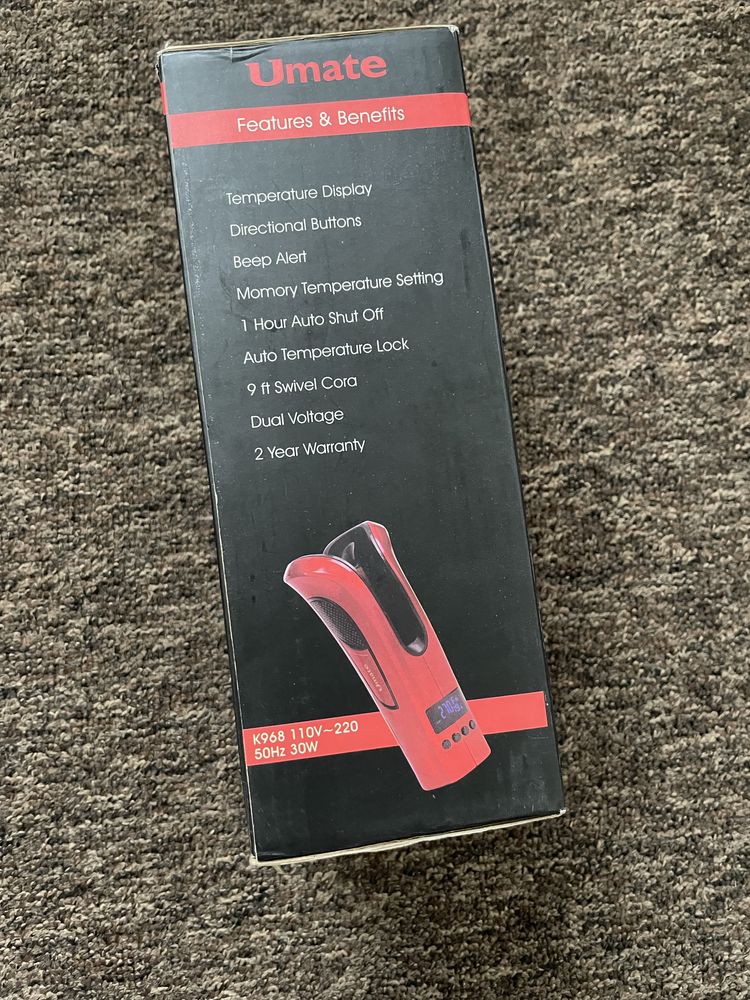 Umate
Features & Benefits
Temperature Display
Directional Buttons
Beep Alert
Momory Temperature Setting
1 Hour Auto Shut Off
Auto Temperature Lock
9 ft Swivel Cora
Dual Voltage
2 Year Warranty
Umate
K968 110V~220
50Hz 30W